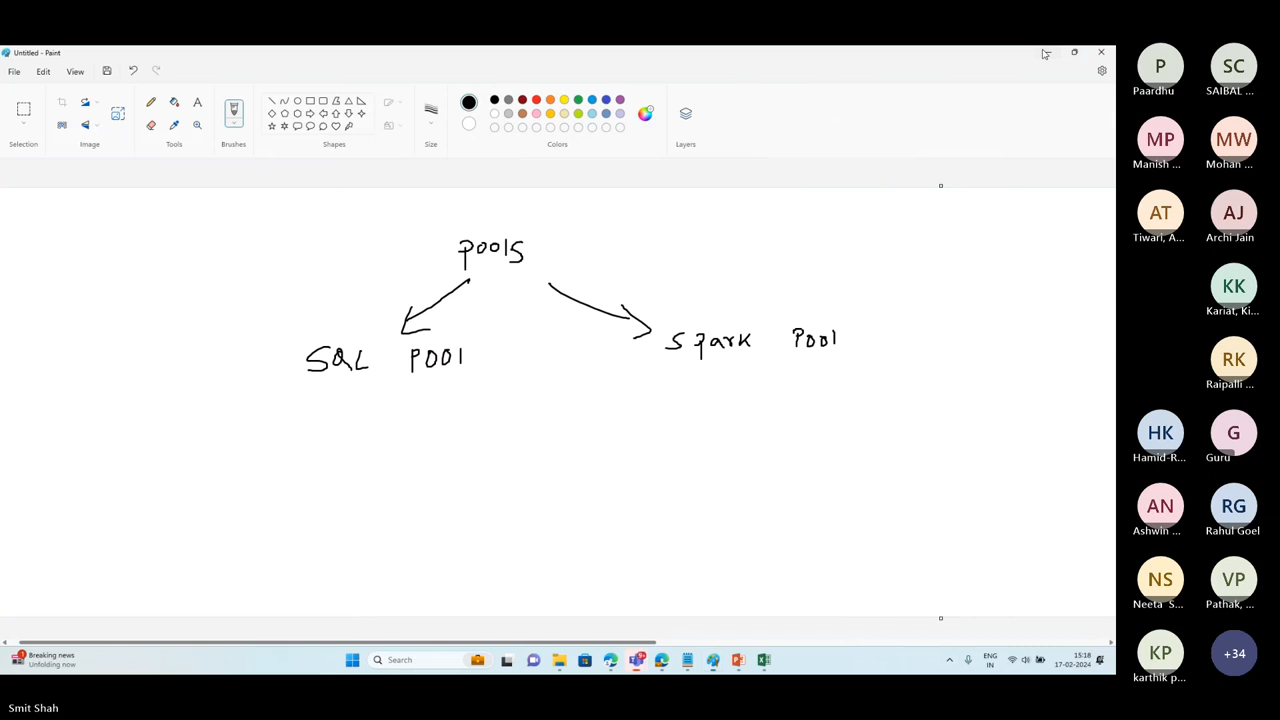 Untitled - Paint
File Edit View
Selection Image Tools Brushes Shapes Size Colors Layers
Pools
SQL Pool
Spark Pool
Breaking news
Unfolding now
Search
ENG
IN
15:18
17-02-2024
P
Paardhu
SC
SAIBAL ...
MP
Manish ...
MW
Mohan ...
AT
Tiwari, A...
AJ
Archi Jain
KK
Kariat, Ki...
RK
Raipalli ...
HK
Hamid-R...
G
Guru
AN
Ashwin ...
RG
Rahul Goel
NS
Neeta S...
VP
Pathak, ...
KP
karthik p...
+34
Smit Shah